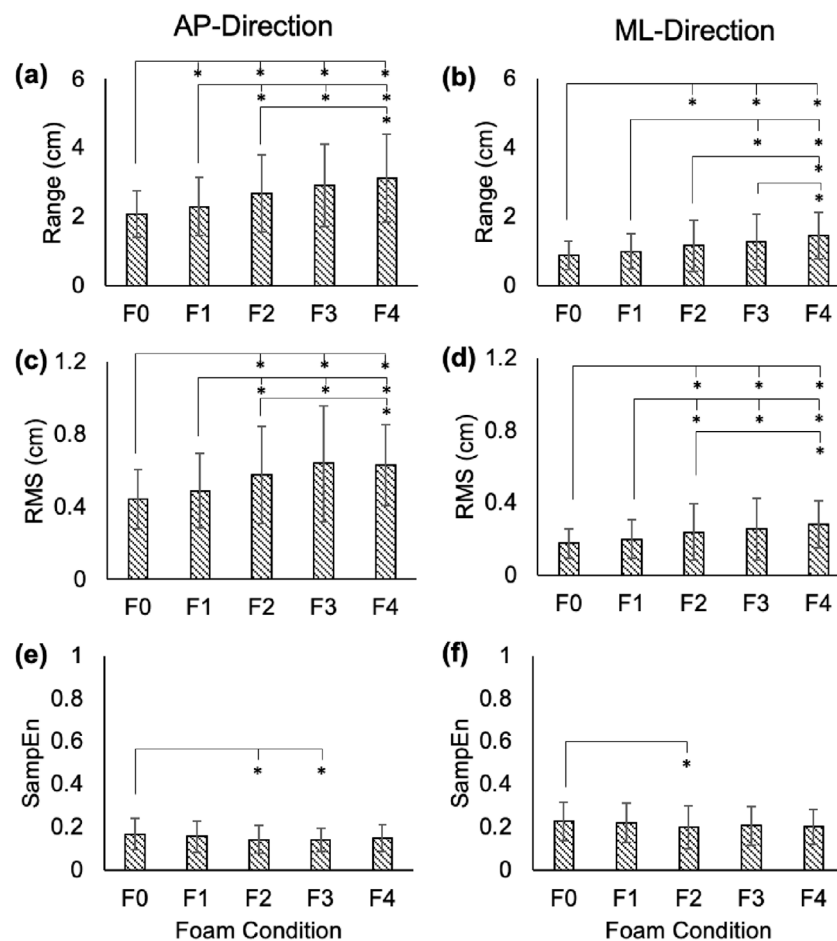 AP-Direction
ML-Direction
(a)
6
4
2
0
Range (cm)
* * * *
* * *
*
F0 F1 F2 F3 F4
(b)
6
4
2
0
Range (cm)
* * *
* *
*
*
F0 F1 F2 F3 F4
(c)
1.2
0.8
0.4
0
RMS (cm)
* * *
* * *
*
F0 F1 F2 F3 F4
(d)
1.2
0.8
0.4
0
RMS (cm)
* * *
* * *
*
F0 F1 F2 F3 F4
(e)
1
0.8
0.6
0.4
0.2
0
SampEn
* *
F0 F1 F2 F3 F4
Foam Condition
(f)
1
0.8
0.6
0.4
0.2
0
SampEn
*
F0 F1 F2 F3 F4
Foam Condition